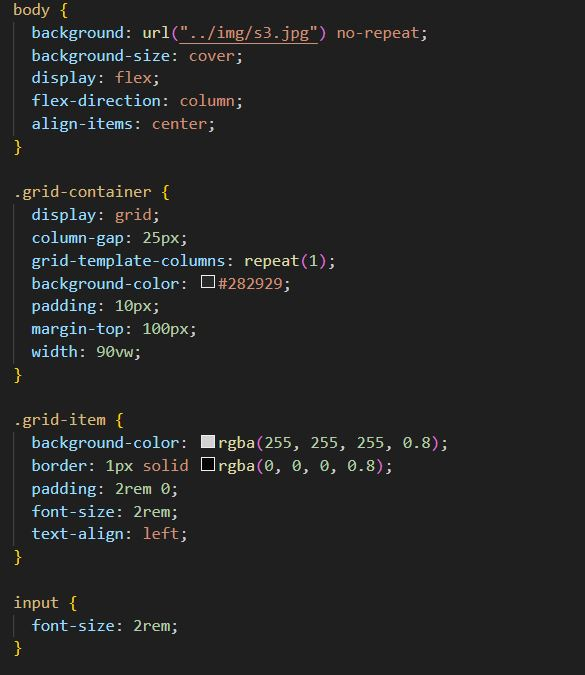 body {
background: url("../img/s3.jpg") no-repeat;
background-size: cover;
display: flex;
flex-direction: column;
align-items: center;
}
.grid-container {
display: grid;
column-gap: 25px;
grid-template-columns: repeat(1);
background-color: #282929;
padding: 10px;
margin-top: 100px;
width: 90vw;
}
.grid-item {
background-color: rgba(255, 255, 255, 0.8);
border: 1px solid rgba(0, 0, 0, 0.8);
padding: 2rem 0;
font-size: 2rem;
text-align: left;
}
input {
font-size: 2rem;
}